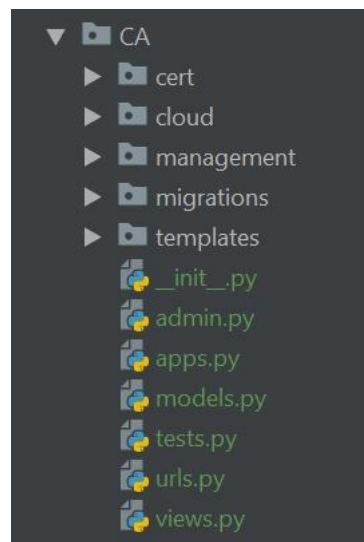 CA
cert
cloud
management
migrations
templates
__init__.py
admin.py
apps.py
models.py
tests.py
urls.py
views.py